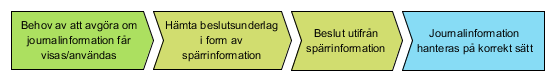 Behov av att avgöra om
journalinformation får
visas/användas
Hämta beslutsunderlag
i form av
spärrinformation
Beslut utifrån
spärrinformation
Journalinformation
hanteras på korrekt sätt